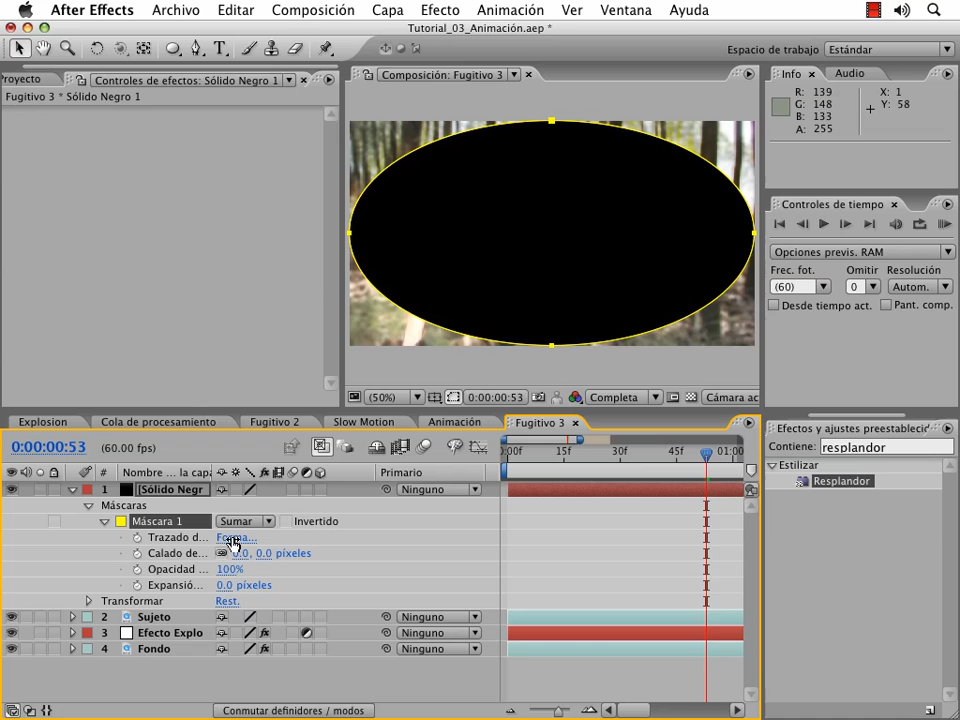 After Effects Archivo Editar Composición Capa Efecto Animación Ver Ventana Ayuda
Tutorial_03_Animación.aep *
Espacio de trabajo Estándar
royecto Controles de efectos: Sólido Negro 1
Composición: Fugitivo 3
Info Audio
Fugitivo 3 * Sólido Negro 1
R: 139
G: 148
B: 133
A: 255
X: 1
Y: 58
Controles de tiempo
Opciones previs. RAM
Frec. fot. Omitir Resolución
(60) 0 Autom.
Desde tiempo act. Pant. comp.
(50%) 0:00:00:53 Completa Cámara ac
Explosion Cola de procesamiento Fugitivo 2 Slow Motion Animación Fugitivo 3
Efectos y ajustes preestablecid
0:00:00:53 (60.00 fps)
Contiene: resplandor
:00f 15f 30f 45f 01:00
Estilizar
Resplandor
# Nombre ... la capa Primario
1 [Sólido Negr Ninguno
Máscaras
Máscara 1 Sumar Invertido
Trazado d... Forma...
Calado de... 0.0, 0.0 píxeles
Opacidad ... 100%
Expansió... 0.0 píxeles
Transformar Rest.
2 Sujeto Ninguno
3 Efecto Explo Ninguno
4 Fondo Ninguno
Conmutar definidores / modos